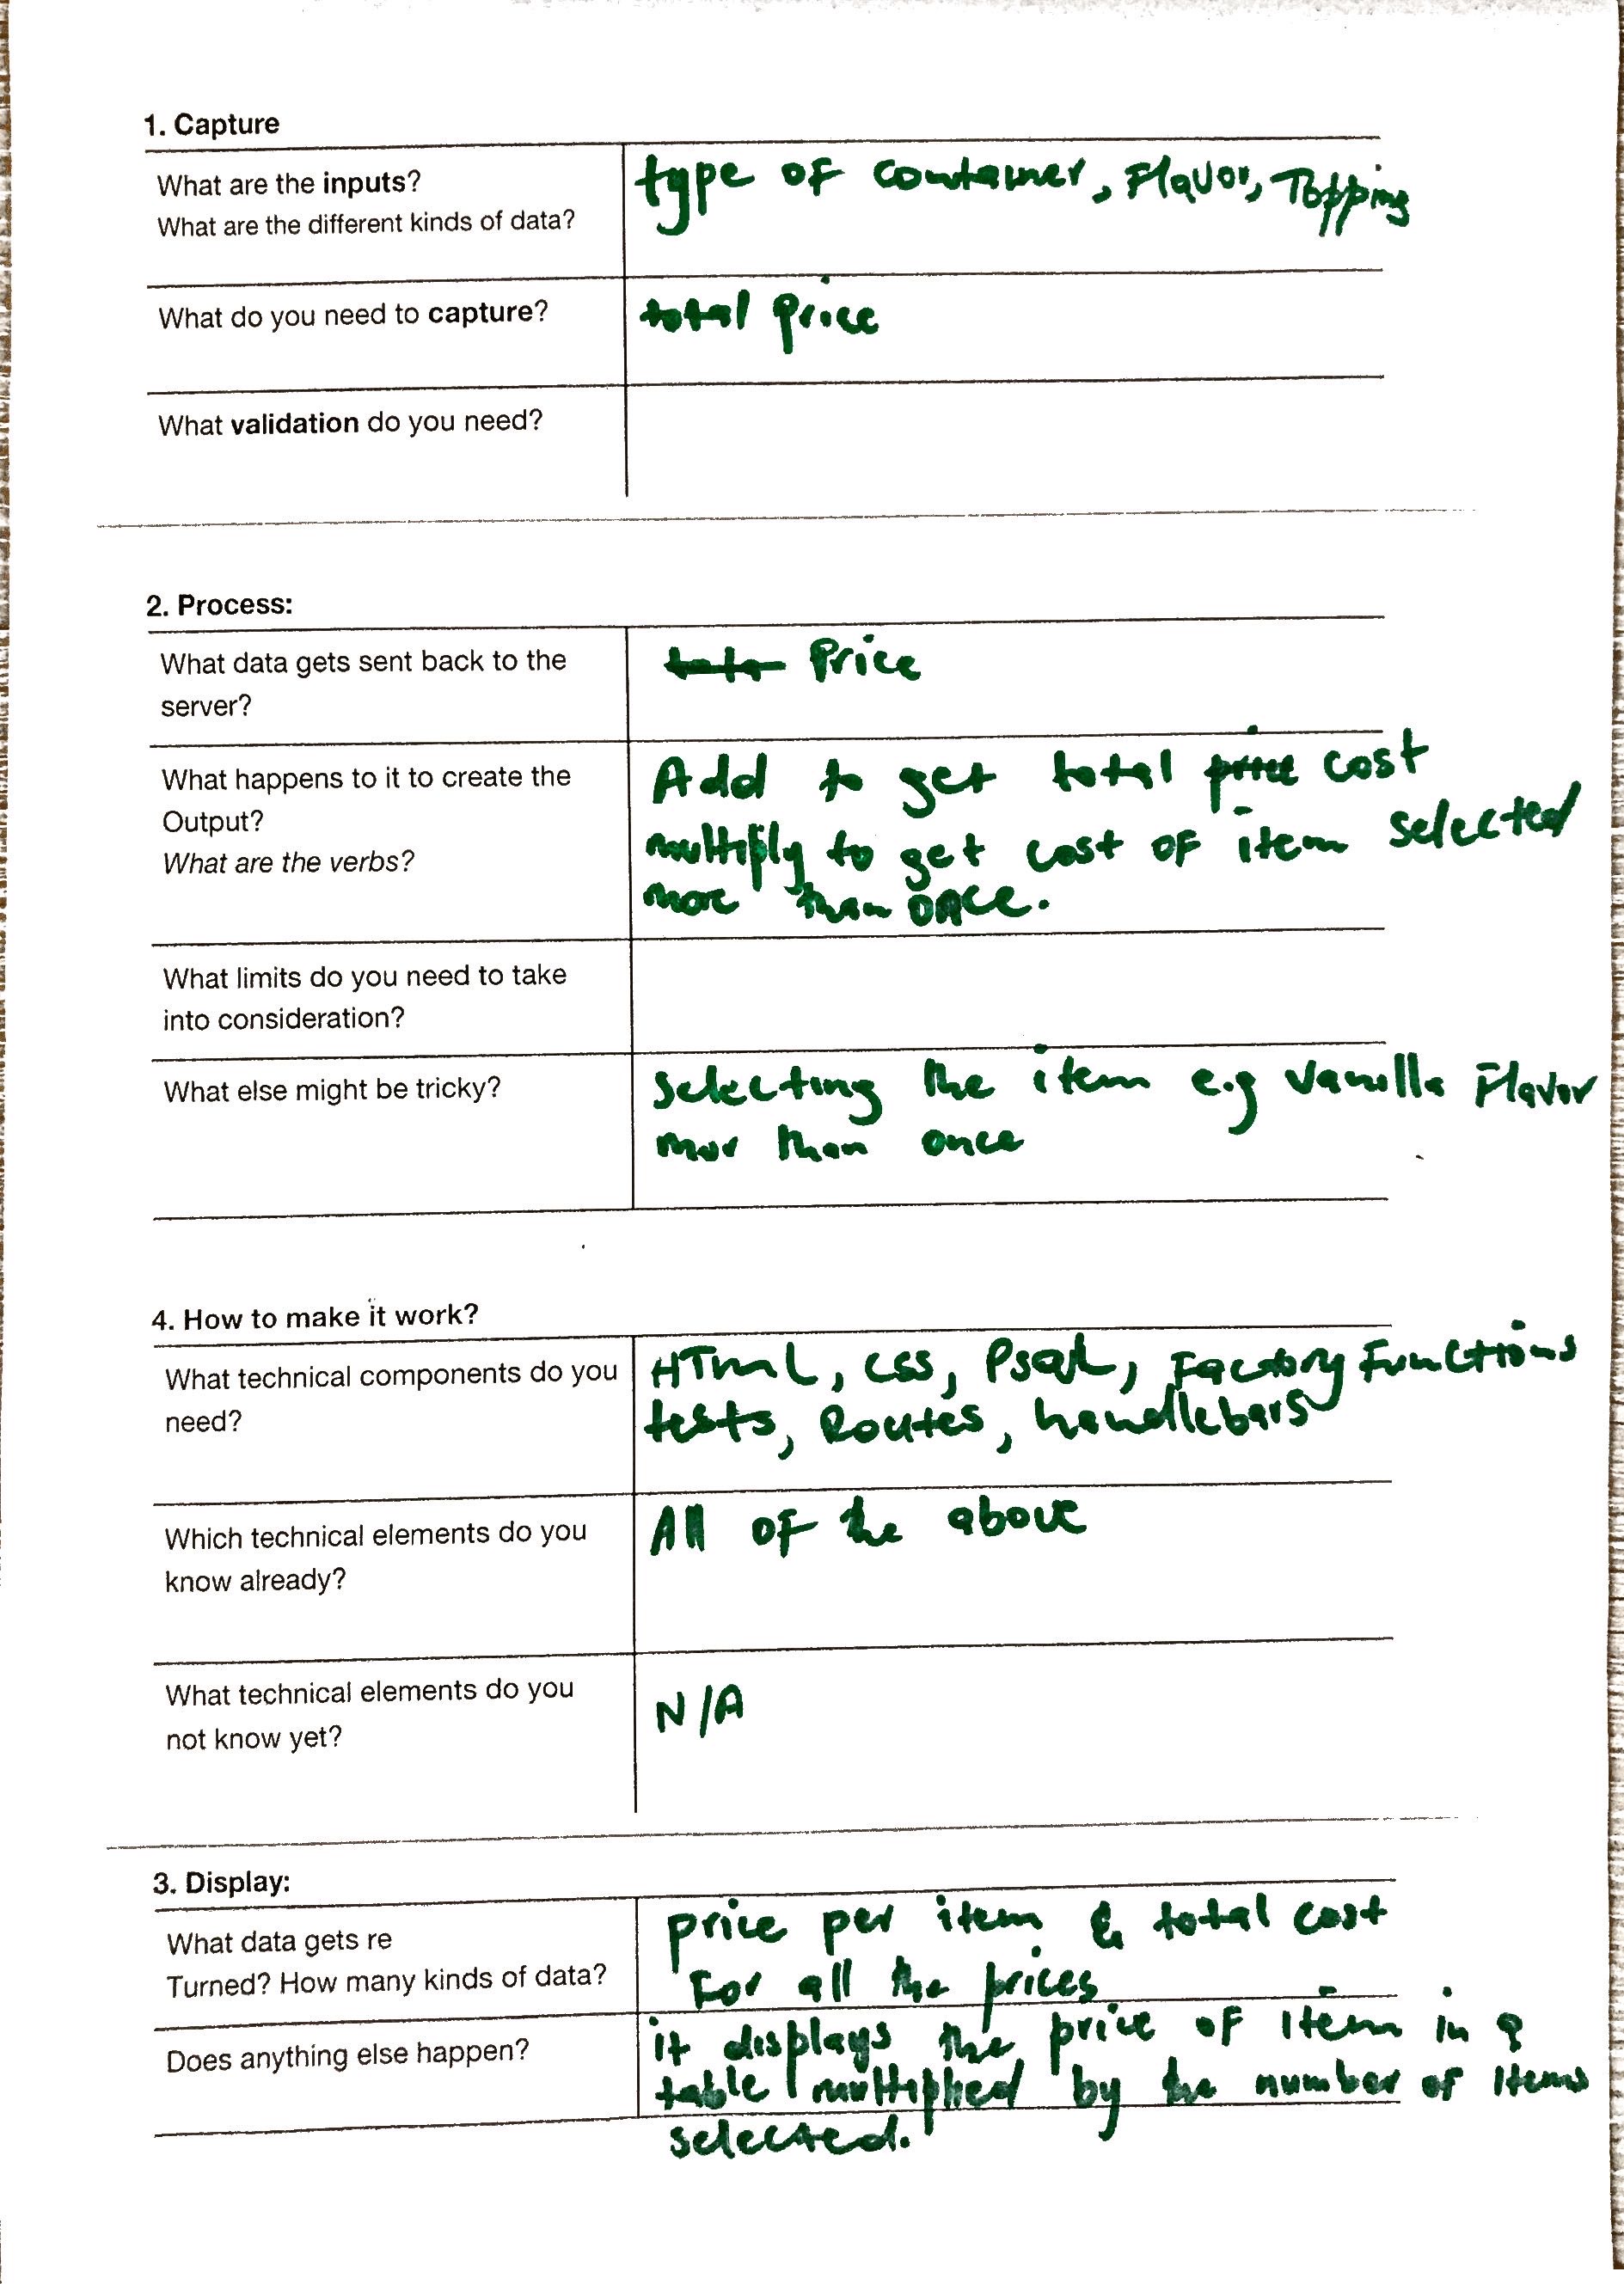 1. Capture
What are the inputs?
What are the different kinds of data?
type of container, Flavor, Topping
What do you need to capture?
total price
What validation do you need?
2. Process:
What data gets sent back to the
server?
Price
What happens to it to create the
Output?
What are the verbs?
Add to get total price cost
multiply to get cost of item selected
more than once.
What limits do you need to take
into consideration?
What else might be tricky?
selecting the item e.g vanilla Flavor
mor than once
4. How to make it work?
What technical components do you
need?
HTmL, CSS, PsqL, Factory Functions
tests, Routes, handlebars
Which technical elements do you
know already?
All of the above
What technical elements do you
not know yet?
N/A
3. Display:
What data gets re
Turned? How many kinds of data?
price per item & total cost
For all the prices
Does anything else happen?
it displays the price of item in a
table multiplied by the number of items
selected.